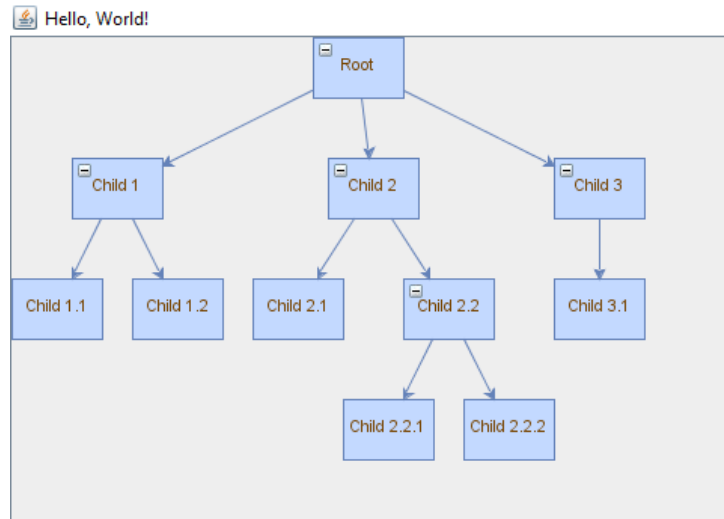 Hello, World!
Root
Child 1
Child 2
Child 3
Child 1.1
Child 1.2
Child 2.1
Child 2.2
Child 3.1
Child 2.2.1
Child 2.2.2